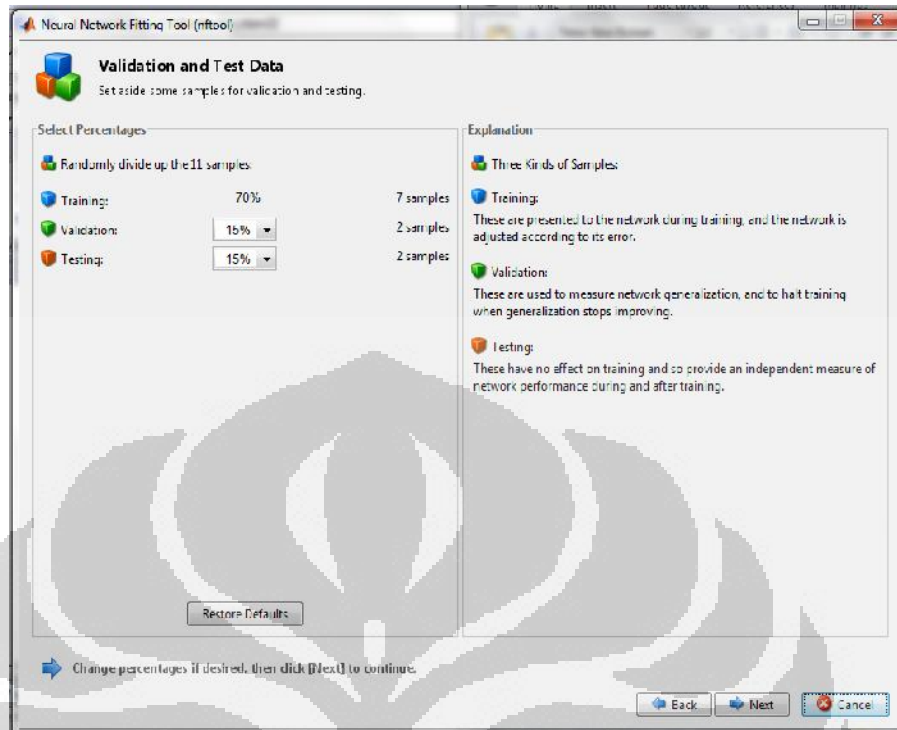 Neural Network Fitting Tool (nftool)
Validation and Test Data
Set aside some samples for validation and testing.
Select Percentages
Randomly divide up the 11 samples:
Training: 70% 7 samples
Validation: 15% 2 samples
Testing: 15% 2 samples
Restore Defaults
Explanation
Three Kinds of Samples:
Training:
These are presented to the network during training, and the network is
adjusted according to its error.
Validation:
These are used to measure network generalization, and to halt training
when generalization stops improving.
Testing:
These have no effect on training and so provide an independent measure of
network performance during and after training.
Change percentages if desired, then click [Next] to continue.
Back Next Cancel